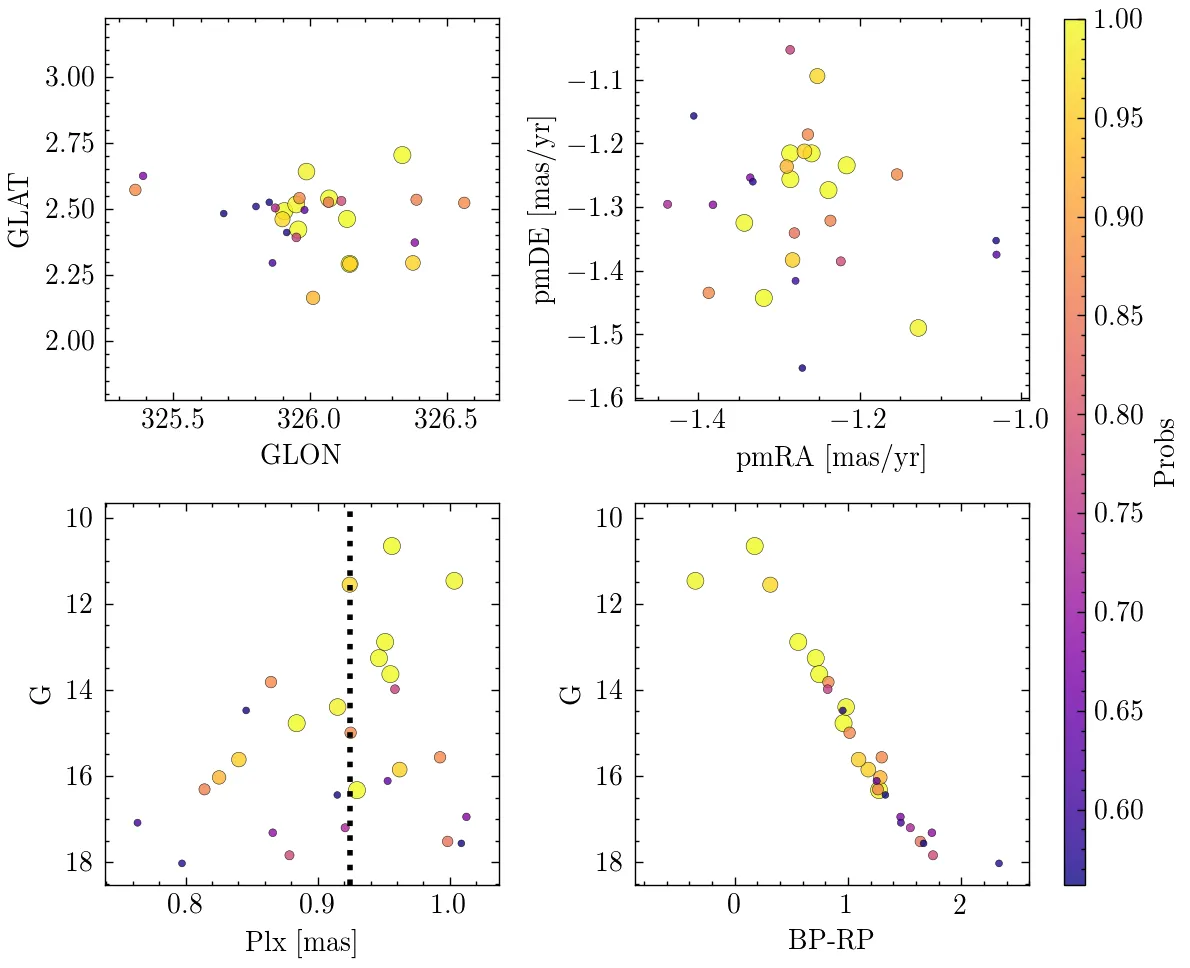 3.00
2.75
2.50
2.25
2.00
GLAT
325.5 326.0 326.5
GLON
−1.1
−1.2
−1.3
−1.4
−1.5
−1.6
pmDE [mas/yr]
−1.4 −1.2 −1.0
pmRA [mas/yr]
10
12
14
16
18
G
0.8 0.9 1.0
Plx [mas]
10
12
14
16
18
G
0 1 2
BP-RP
1.00
0.95
0.90
0.85
0.80
0.75
0.70
0.65
0.60
Probs